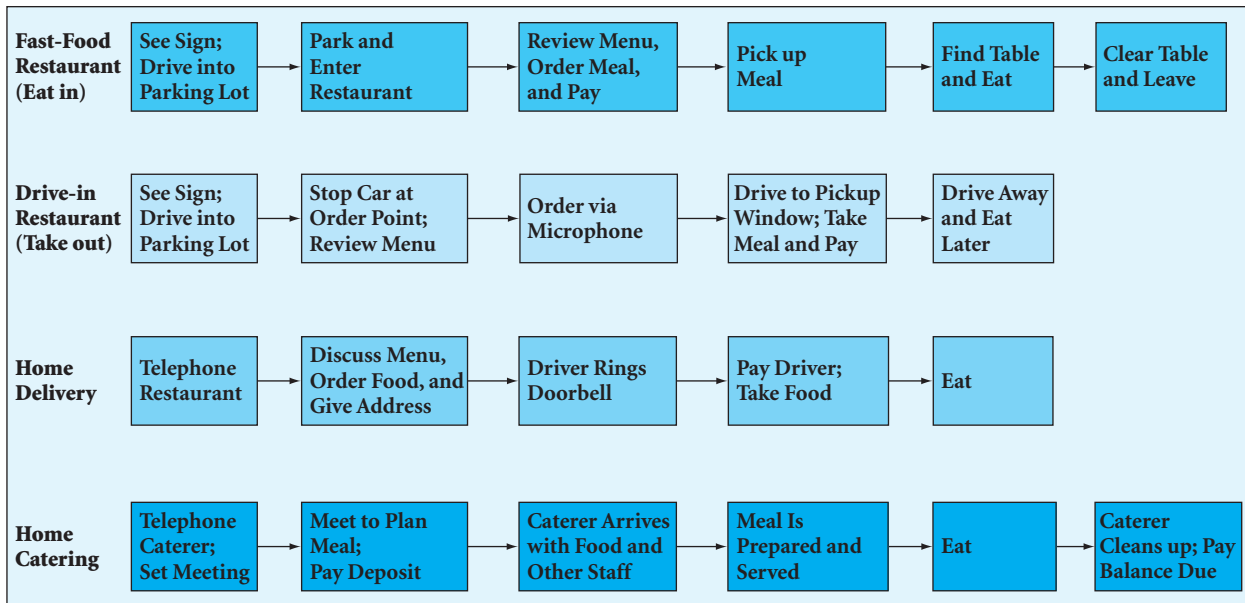 Fast-Food
Restaurant
(Eat in)
See Sign;
Drive into
Parking Lot
Park and
Enter
Restaurant
Review Menu,
Order Meal,
and Pay
Pick up
Meal
Find Table
and Eat
Clear Table
and Leave
Drive-in
Restaurant
(Take out)
See Sign;
Drive into
Parking Lot
Stop Car at
Order Point;
Review Menu
Order via
Microphone
Drive to Pickup
Window; Take
Meal and Pay
Drive Away
and Eat
Later
Home
Delivery
Telephone
Restaurant
Discuss Menu,
Order Food, and
Give Address
Driver Rings
Doorbell
Pay Driver;
Take Food
Eat
Home
Catering
Telephone
Caterer;
Set Meeting
Meet to Plan
Meal;
Pay Deposit
Caterer Arrives
with Food and
Other Staff
Meal Is
Prepared and
Served
Eat
Caterer
Cleans up; Pay
Balance Due